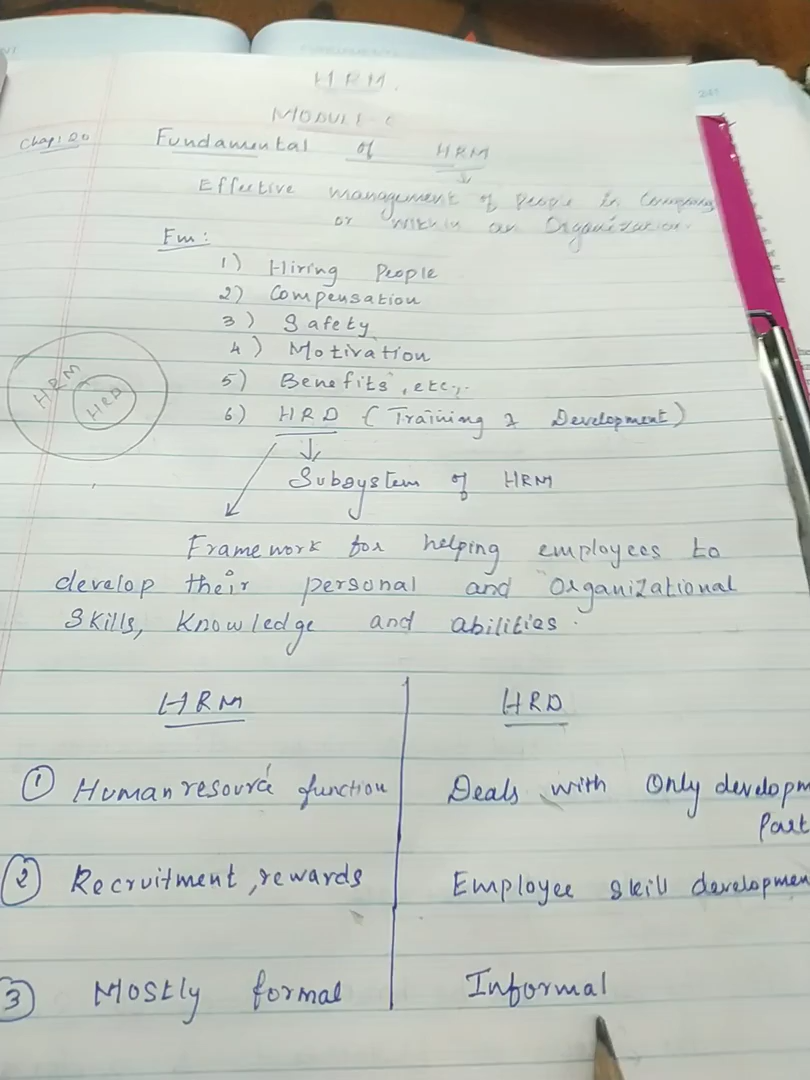 HRM.
MODULE-C
Chap: 20
Fundamental of HRM
Effective management of people in Company
or within an Organization.
Fm:
1) Hiring People
2) Compensation
3) Safety
4) Motivation
5) Benefits, etc.,.
6) HRD (Training & Development)
HRM
HRD
Subsystem of HRM
Framework for helping employees to
develop their personal and Organizational
Skills, Knowledge and abilities.
HRM HRD
① Human resource function Deals with Only developm
Part
② Recruitment, rewards Employee skill developmen
③ Mostly formal Informal